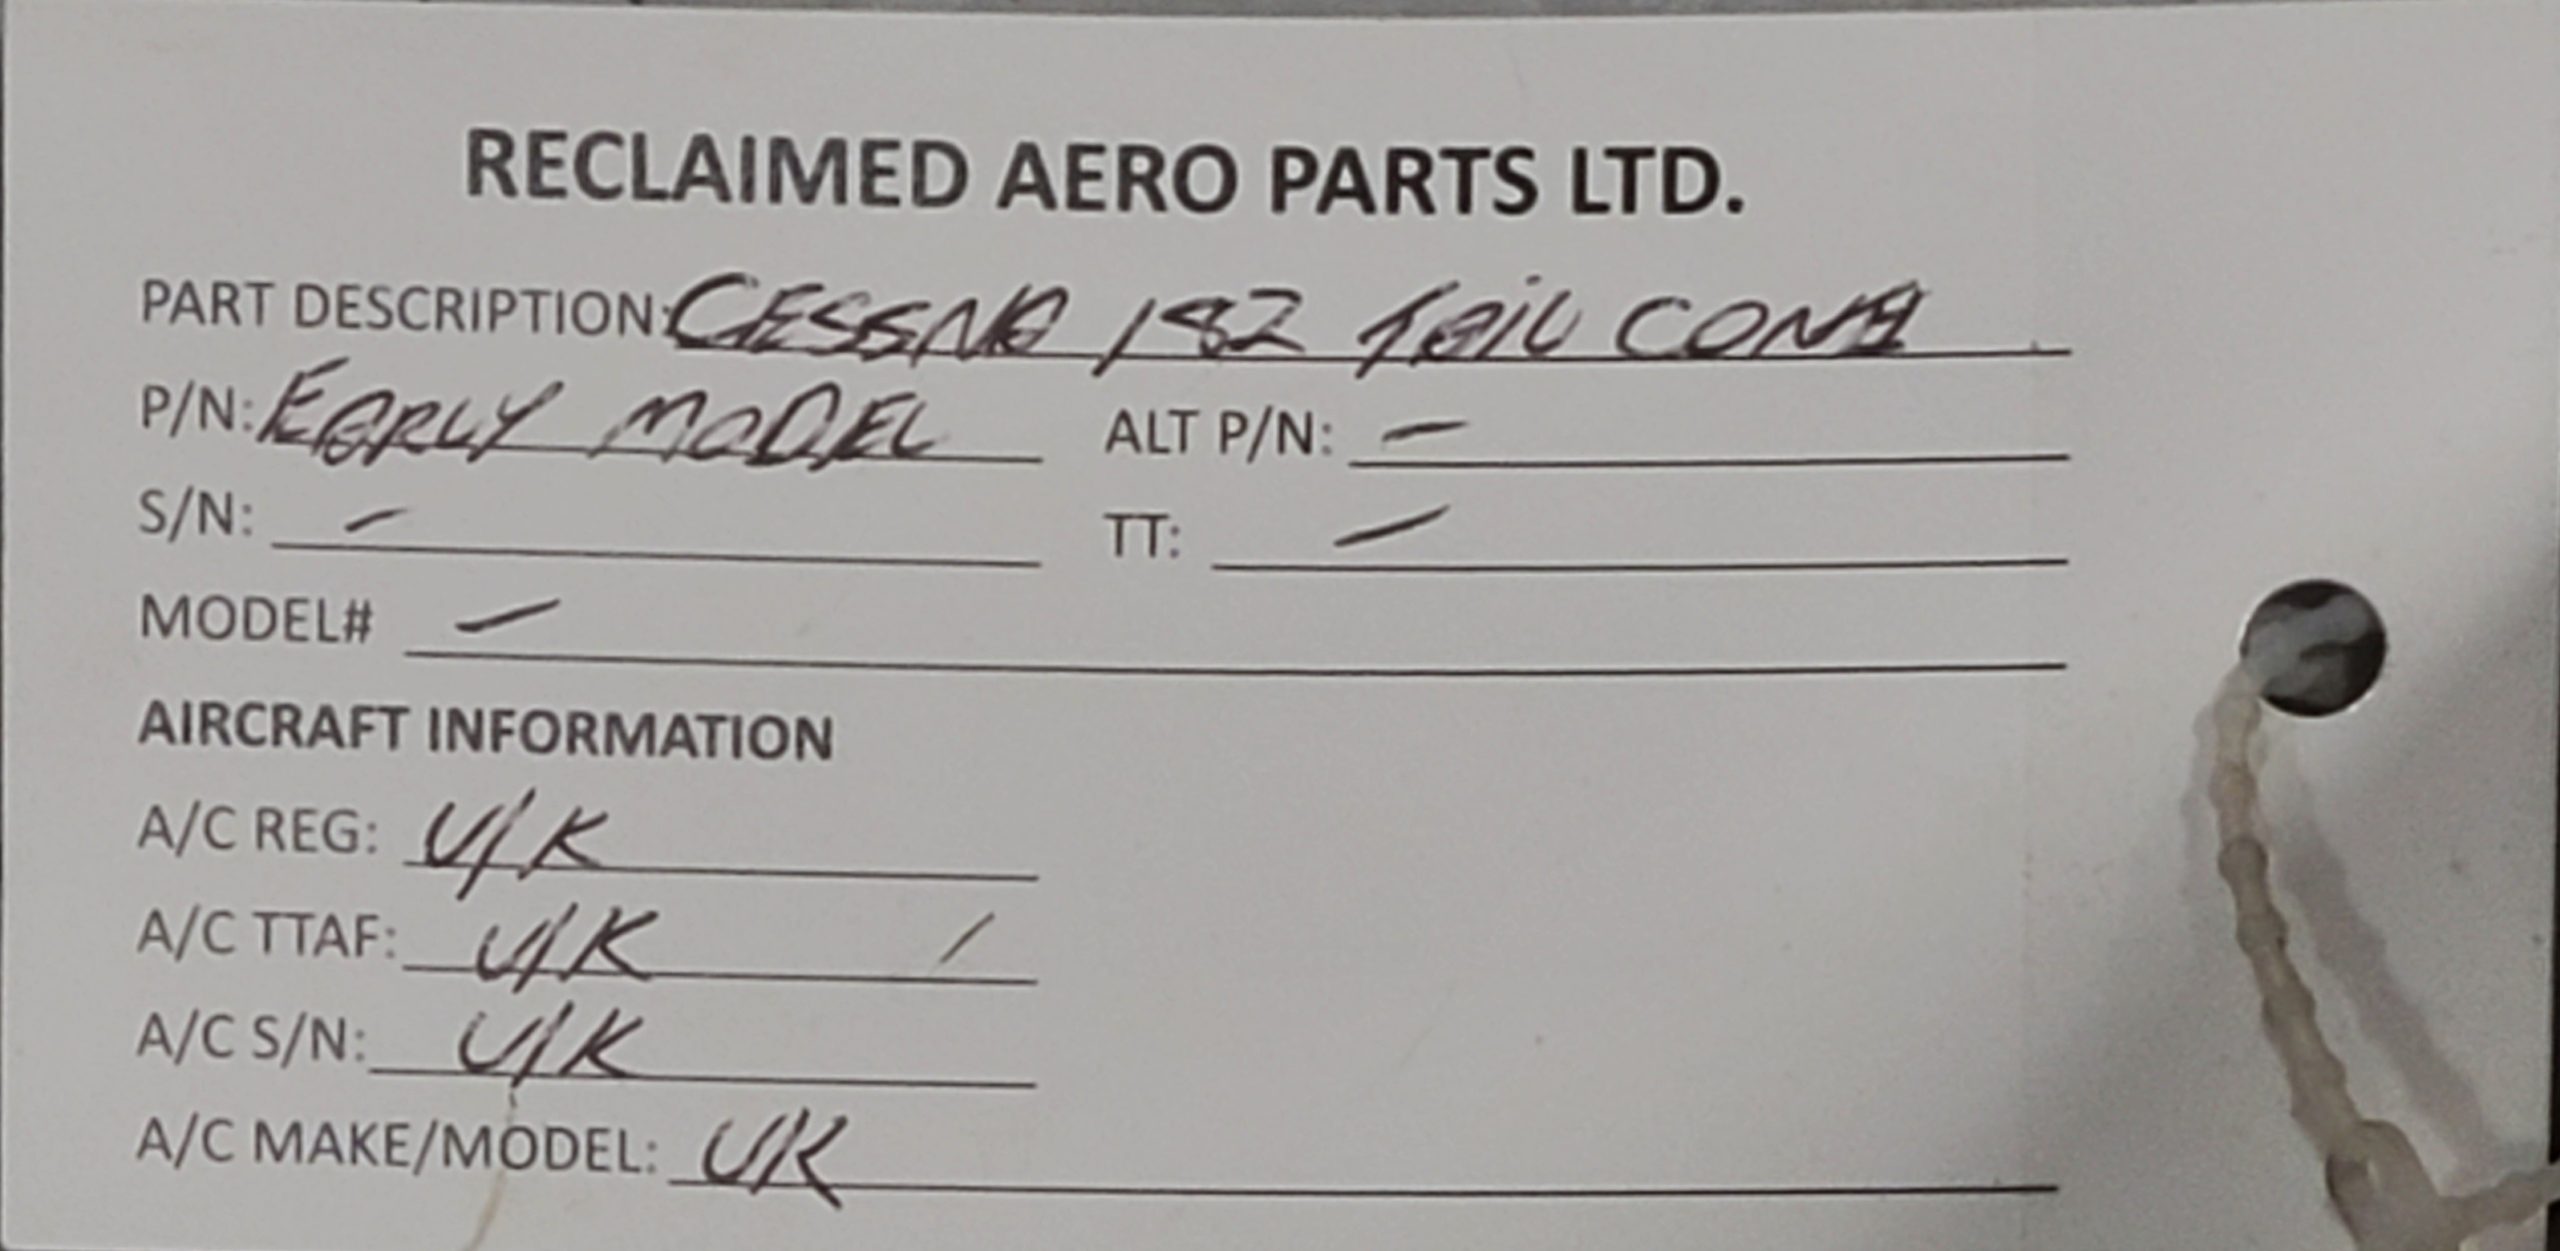 RECLAIMED AERO PARTS LTD.
PART DESCRIPTION: CESSNA 182 TAIL CONE
P/N: EARLY MODEL ALT P/N: -
S/N: - TT: -
MODEL# -
AIRCRAFT INFORMATION
A/C REG: U/K
A/C TTAF: U/K /
A/C S/N: U/K
A/C MAKE/MODEL: UK